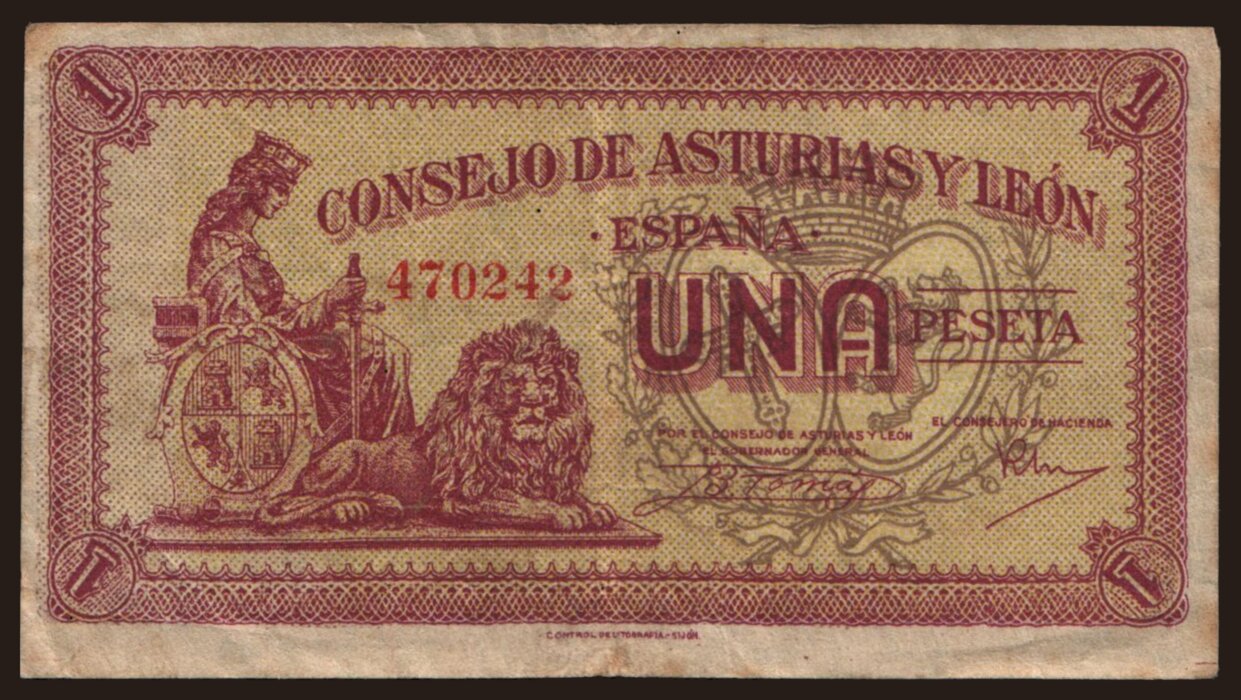 1 1
CONSEJO DE ASTURIAS Y LEÓN
· ESPAÑA ·
470242
UNA PESETA
POR EL CONSEJO DE ASTURIAS Y LEÓN
EL GOBERNADOR GENERAL
EL CONSEJERO DE HACIENDA
B. Tomás
1 1
CONTROL DE LITOGRAFIA.- GIJÓN.